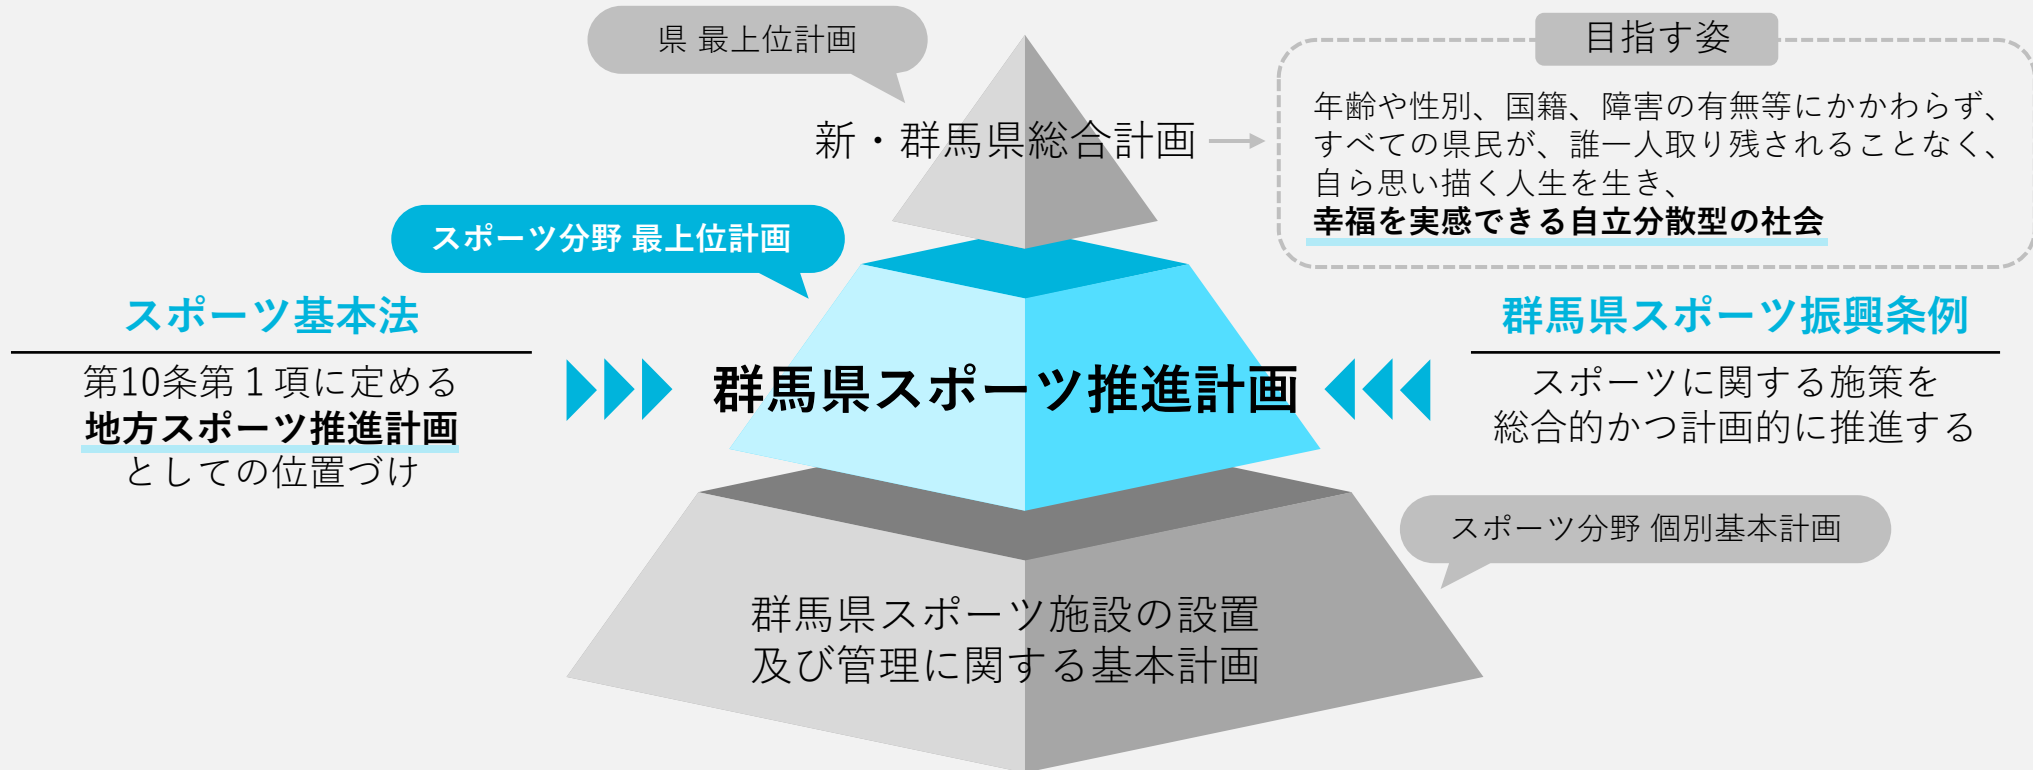 県 最上位計画
目指す姿
新・群馬県総合計画
年齢や性別、国籍、障害の有無等にかかわらず、
すべての県民が、誰一人取り残されることなく、
自ら思い描く人生を生き、
幸福を実感できる自立分散型の社会
スポーツ分野 最上位計画
スポーツ基本法
第10条第１項に定める
地方スポーツ推進計画
としての位置づけ
群馬県スポーツ推進計画
群馬県スポーツ振興条例
スポーツに関する施策を
総合的かつ計画的に推進する
スポーツ分野 個別基本計画
群馬県スポーツ施設の設置
及び管理に関する基本計画